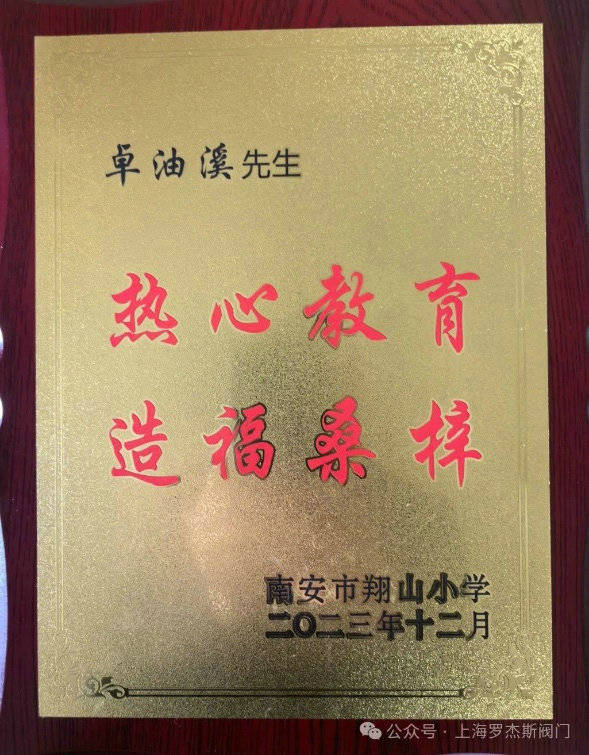 卓油溪先生
热心教育
造福桑梓
南安市翔山小学
二〇二三年十二月
公众号·上海罗杰斯阀门